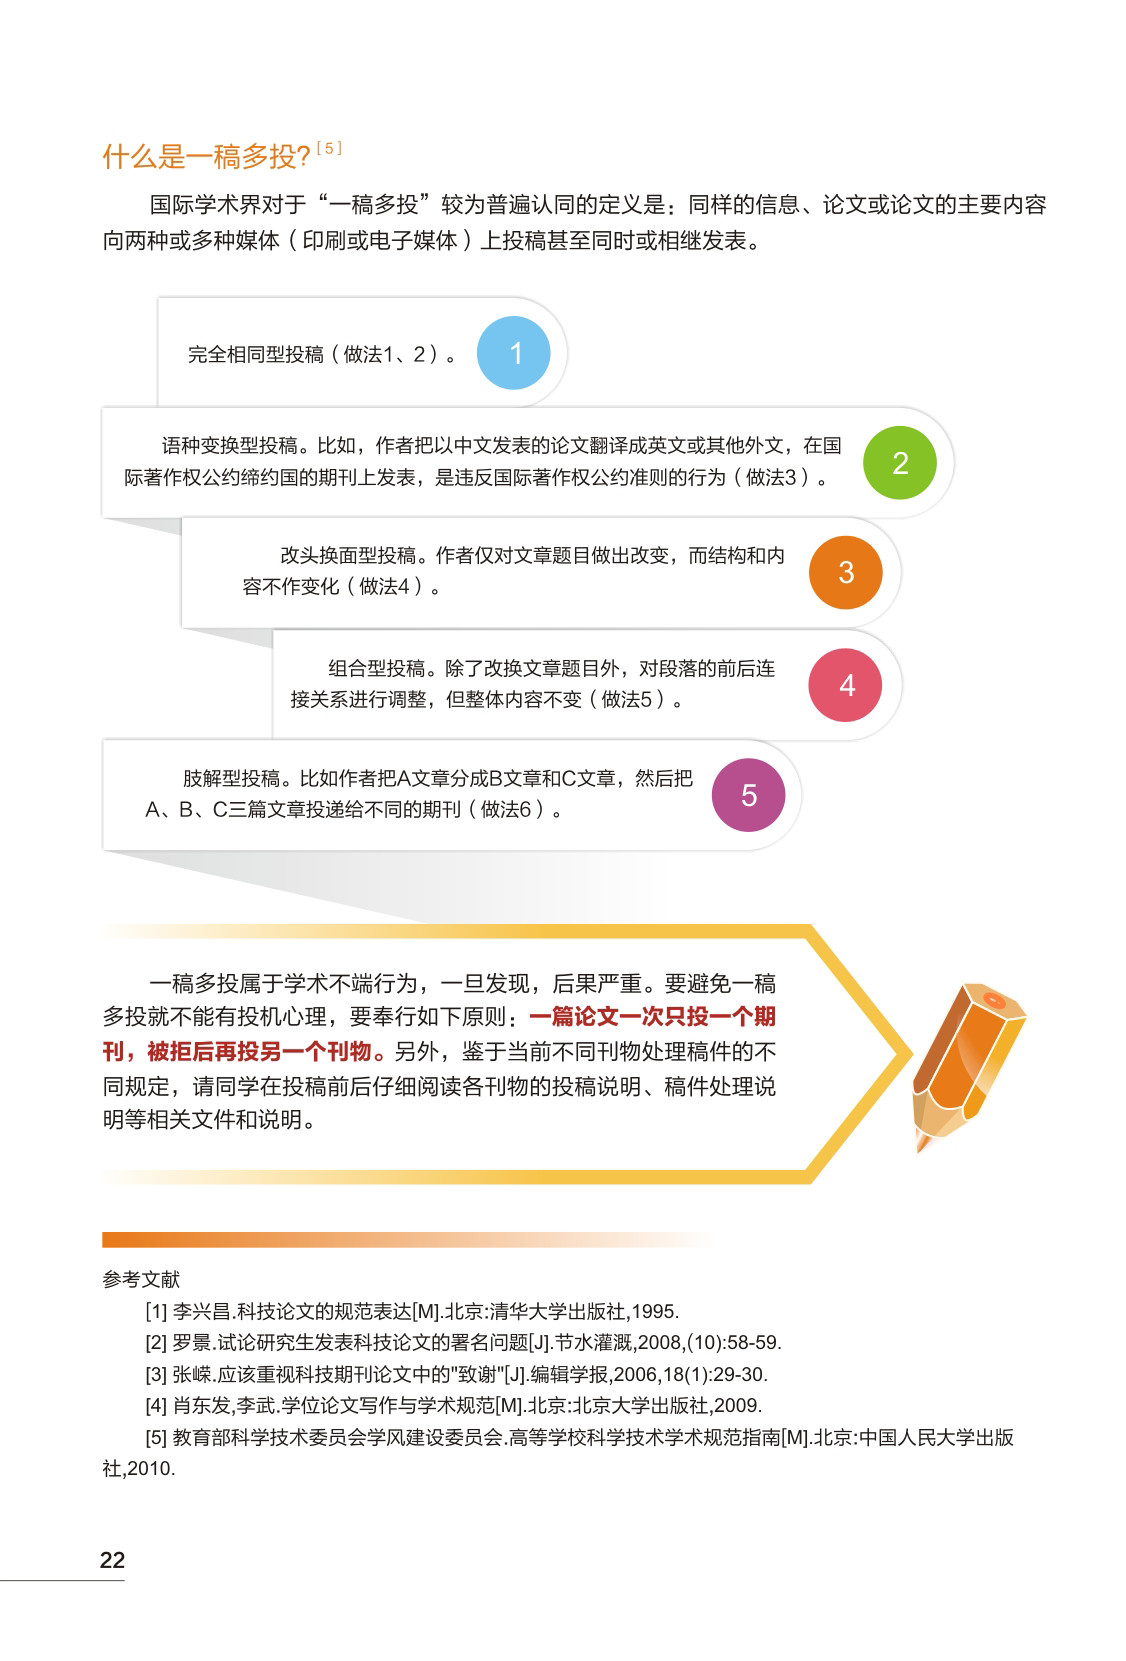 什么是一稿多投?[5]
国际学术界对于“一稿多投”较为普遍认同的定义是：同样的信息、论文或论文的主要内容
向两种或多种媒体（印刷或电子媒体）上投稿甚至同时或相继发表。
完全相同型投稿（做法1、2）。
1
语种变换型投稿。比如，作者把以中文发表的论文翻译成英文或其他外文，在国
际著作权公约缔约国的期刊上发表，是违反国际著作权公约准则的行为（做法3）。
2
改头换面型投稿。作者仅对文章题目做出改变，而结构和内
容不作变化（做法4）。
3
组合型投稿。除了改换文章题目外，对段落的前后连
接关系进行调整，但整体内容不变（做法5）。
4
肢解型投稿。比如作者把A文章分成B文章和C文章，然后把
A、B、C三篇文章投递给不同的期刊（做法6）。
5
一稿多投属于学术不端行为，一旦发现，后果严重。要避免一稿
多投就不能有投机心理，要奉行如下原则：一篇论文一次只投一个期
刊，被拒后再投另一个刊物。另外，鉴于当前不同刊物处理稿件的不
同规定，请同学在投稿前后仔细阅读各刊物的投稿说明、稿件处理说
明等相关文件和说明。
参考文献
[1] 李兴昌.科技论文的规范表达[M].北京:清华大学出版社,1995.
[2] 罗景.试论研究生发表科技论文的署名问题[J].节水灌溉,2008,(10):58-59.
[3] 张嵘.应该重视科技期刊论文中的"致谢"[J].编辑学报,2006,18(1):29-30.
[4] 肖东发,李武.学位论文写作与学术规范[M].北京:北京大学出版社,2009.
[5] 教育部科学技术委员会学风建设委员会.高等学校科学技术学术规范指南[M].北京:中国人民大学出版
社,2010.
22